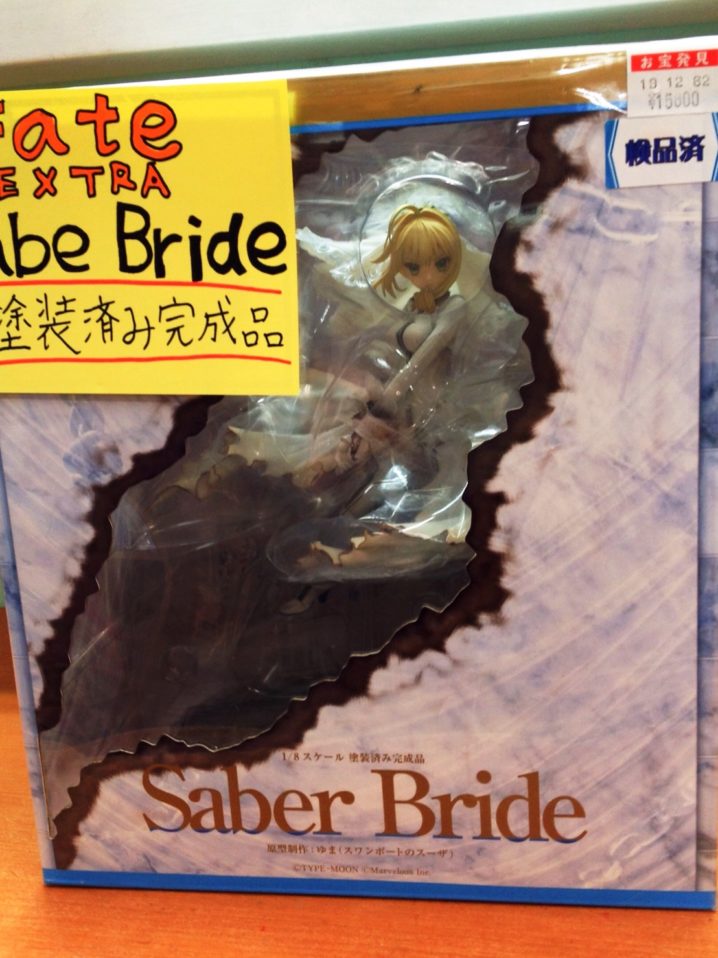 Fate
EXTRA
abe Bride
塗装済み完成品
お宝発見
¥15800
検品済
1/8スケール 塗装済み完成品
Saber Bride
原型制作:ゆま(スワンボートのスーザ)
©TYPE-MOON ©Marvelous Inc.